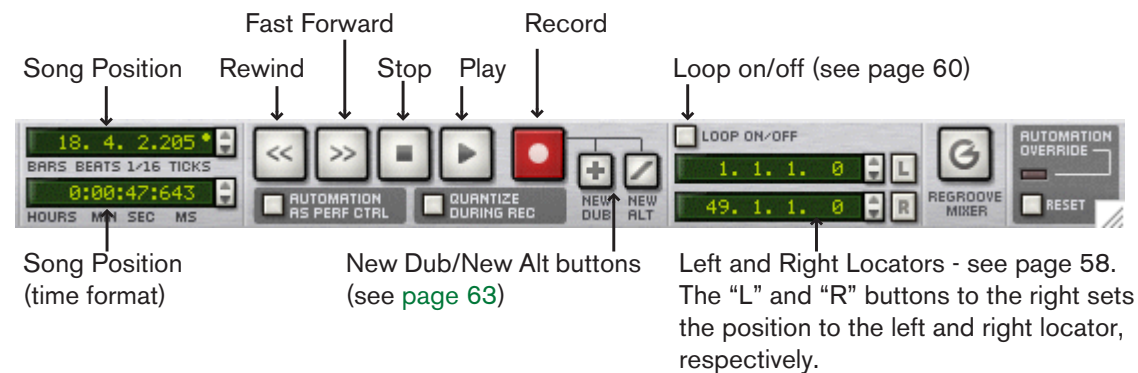 Fast Forward Record
Song Position Rewind Stop Play Loop on/off (see page 60)
18. 4. 2.205
BARS BEATS 1/16 TICKS
0:00:47:643
HOURS MIN SEC MS
AUTOMATION
AS PERF CTRL
QUANTIZE
DURING REC
NEW
DUB
NEW
ALT
LOOP ON/OFF
1. 1. 1. 0 L
49. 1. 1. 0 R
REGROOVE
MIXER
AUTOMATION
OVERRIDE
RESET
Song Position
(time format)
New Dub/New Alt buttons
(see page 63)
Left and Right Locators - see page 58.
The “L” and “R” buttons to the right sets
the position to the left and right locator,
respectively.